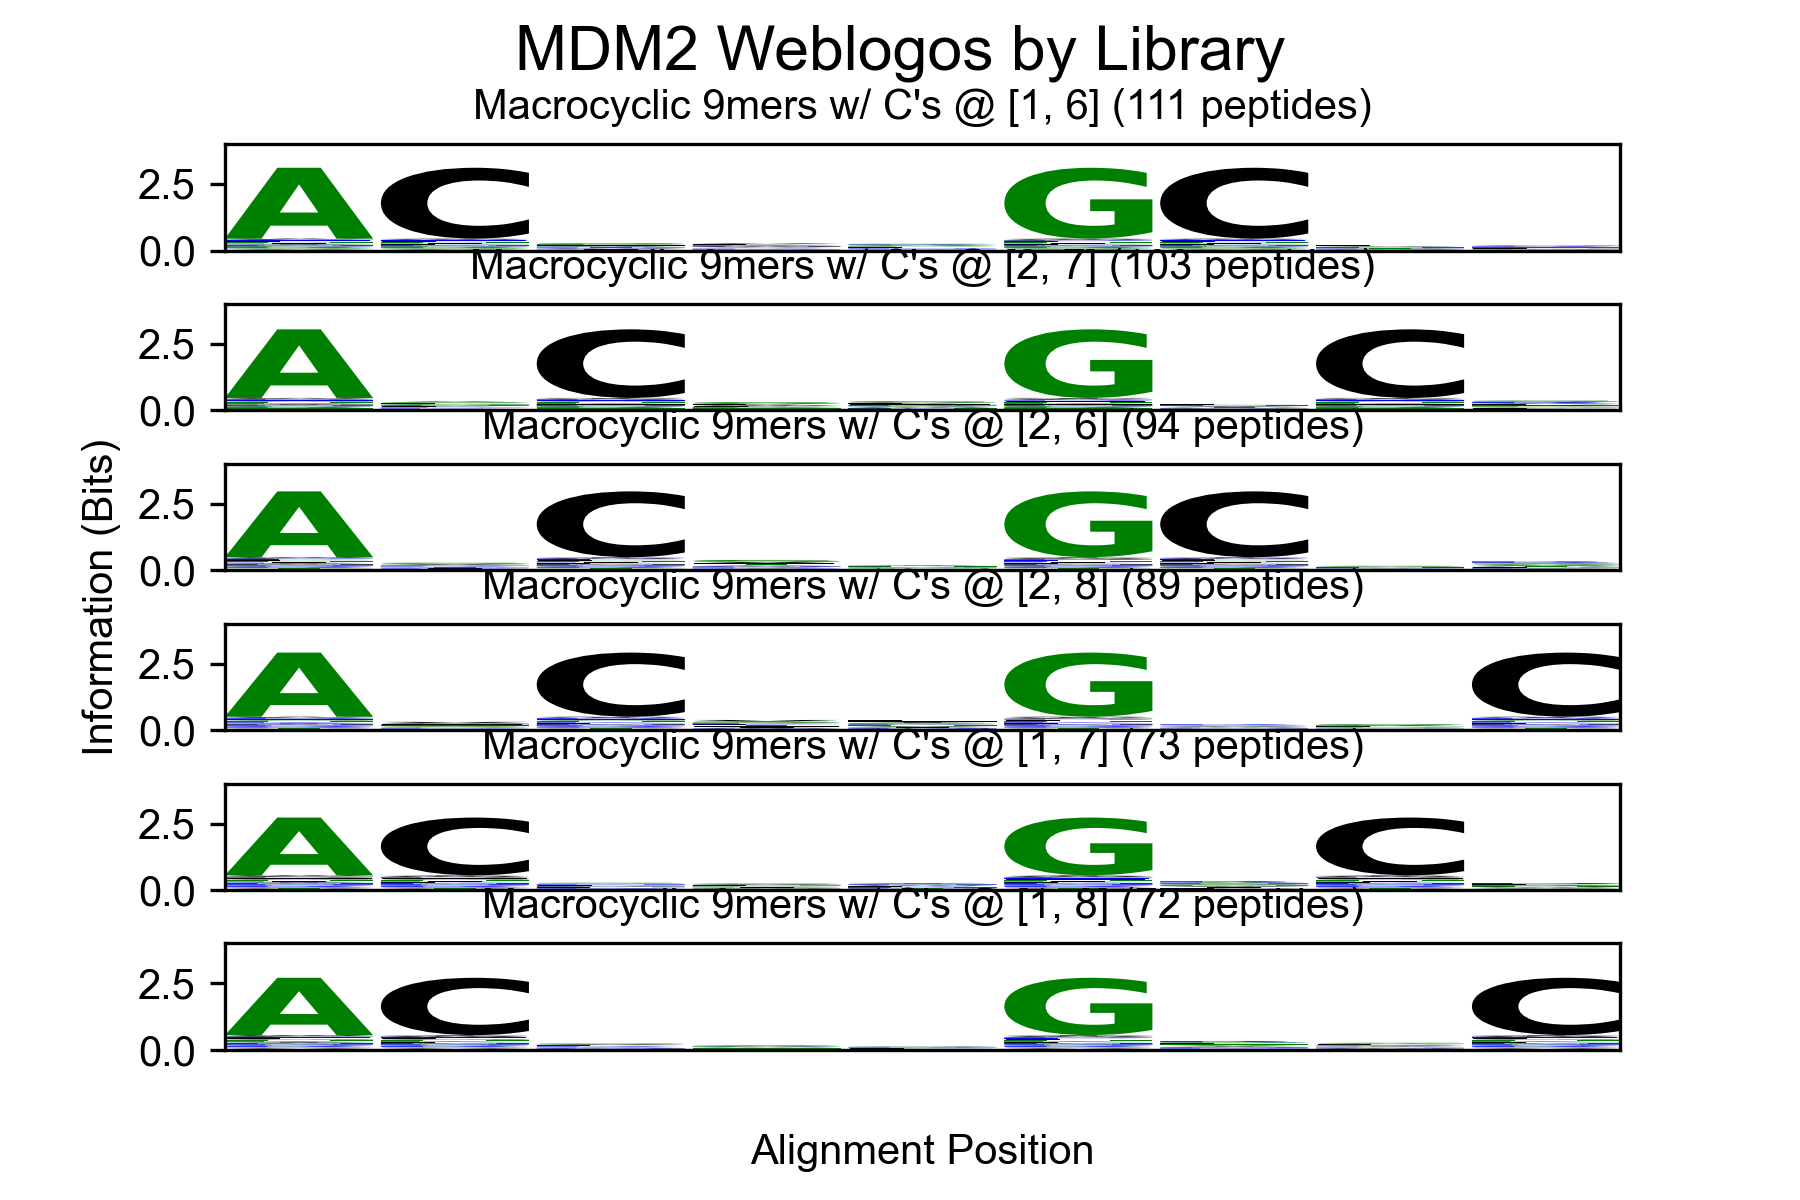 MDM2 Weblogos by Library
Macrocyclic 9mers w/ C's @ [1, 6] (111 peptides)
2.5
A C G C
0.0
Macrocyclic 9mers w/ C's @ [2, 7] (103 peptides)
2.5
A C G C
0.0
Macrocyclic 9mers w/ C's @ [2, 6] (94 peptides)
2.5
A C G C
0.0
Macrocyclic 9mers w/ C's @ [2, 8] (89 peptides)
2.5
A C G C
0.0
Macrocyclic 9mers w/ C's @ [1, 7] (73 peptides)
2.5
A C G C
0.0
Macrocyclic 9mers w/ C's @ [1, 8] (72 peptides)
2.5
A C G C
0.0
Information (Bits)
Alignment Position